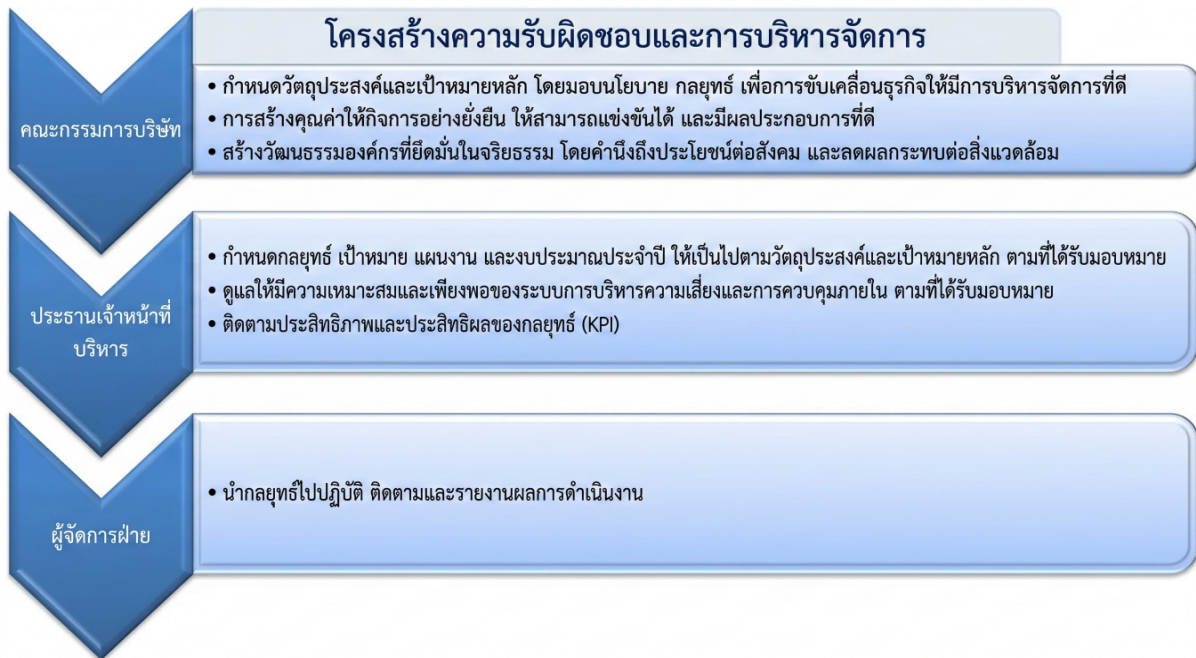 โครงสร้างความรับผิดชอบและการบริหารจัดการ
คณะกรรมการบริษัท
• กำหนดวัตถุประสงค์และเป้าหมายหลัก โดยมอบนโยบาย กลยุทธ์ เพื่อการขับเคลื่อนธุรกิจให้มีการบริหารจัดการที่ดี
• การสร้างคุณค่าให้กิจการอย่างยั่งยืน ให้สามารถแข่งขันได้ และมีผลประกอบการที่ดี
• สร้างวัฒนธรรมองค์กรที่ยึดมั่นในจริยธรรม โดยคำนึงถึงประโยชน์ต่อสังคม และลดผลกระทบต่อสิ่งแวดล้อม
ประธานเจ้าหน้าที่
บริหาร
• กำหนดกลยุทธ์ เป้าหมาย แผนงาน และงบประมาณประจำปี ให้เป็นไปตามวัตถุประสงค์และเป้าหมายหลัก ตามที่ได้รับมอบหมาย
• ดูแลให้มีความเหมาะสมและเพียงพอของระบบการบริหารความเสี่ยงและการควบคุมภายใน ตามที่ได้รับมอบหมาย
• ติดตามประสิทธิภาพและประสิทธิผลของกลยุทธ์ (KPI)
ผู้จัดการฝ่าย
• นำกลยุทธ์ไปปฏิบัติ ติดตามและรายงานผลการดำเนินงาน